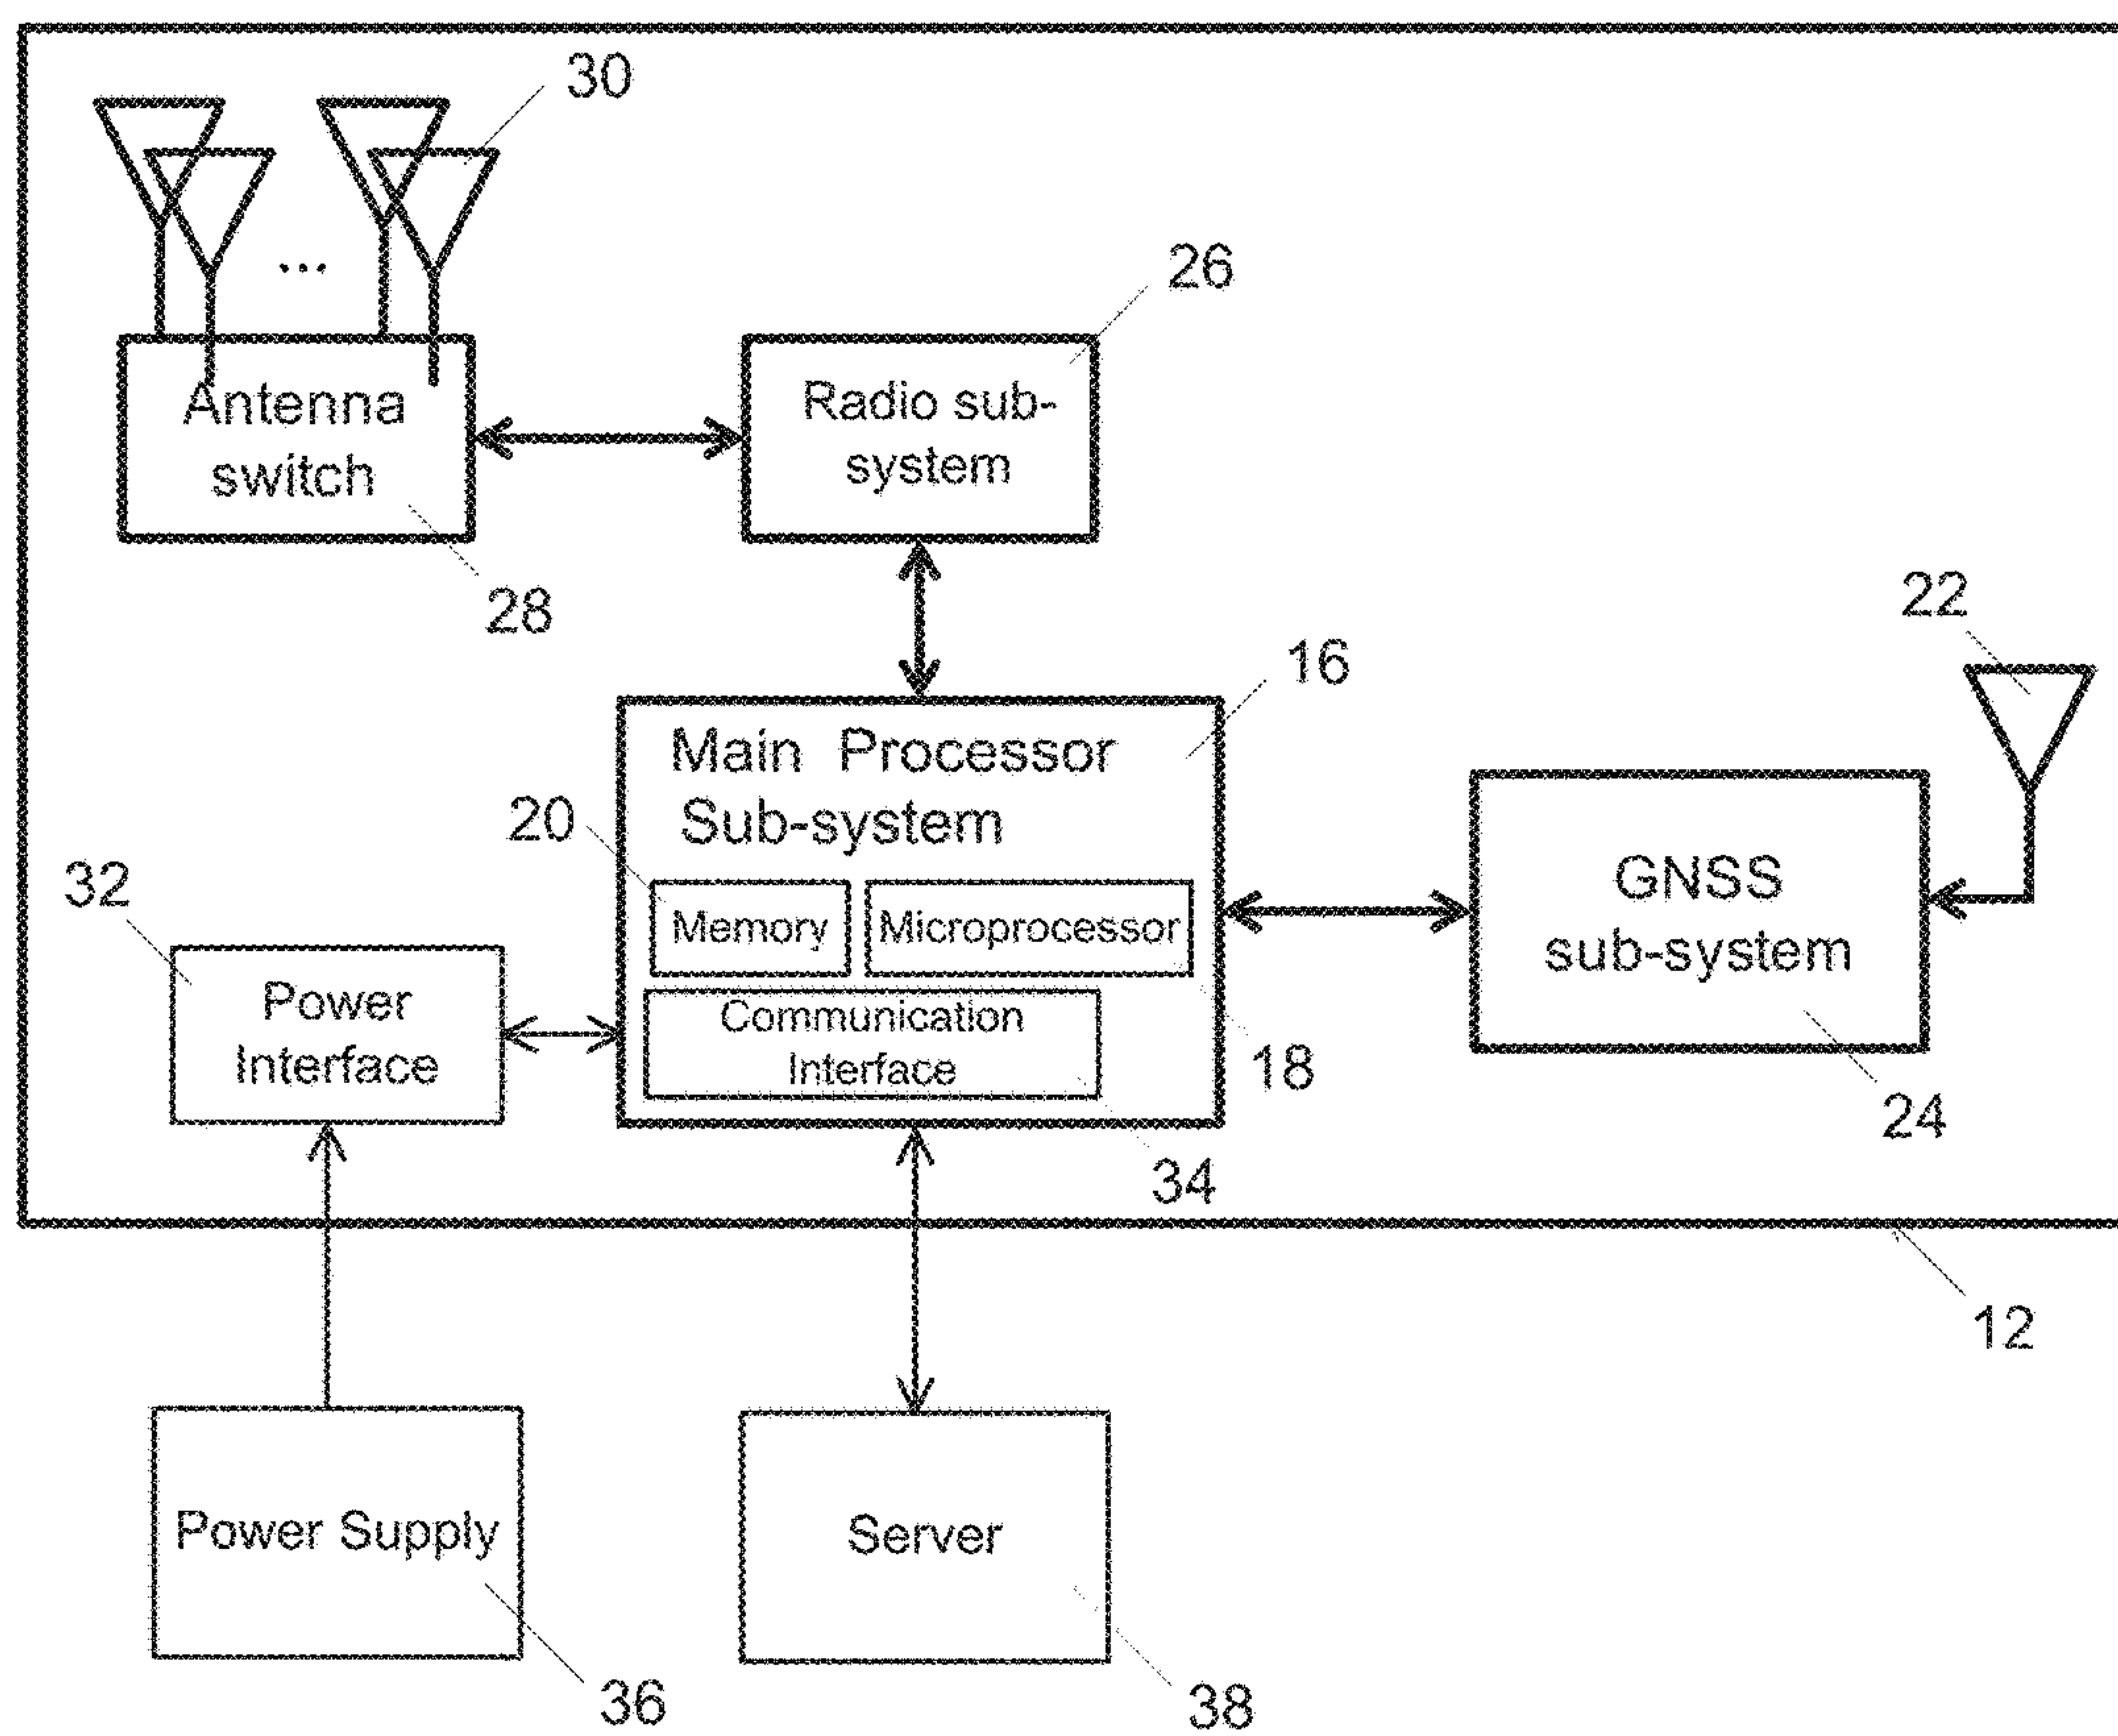 30
26
Antenna
switch
Radio sub-
system
...
28
22
16
Main Processor
Sub-system
20
32
Memory
Microprocessor
GNSS
sub-system
Power
Interface
Communication
Interface
18
24
34
12
Power Supply
Server
36
38